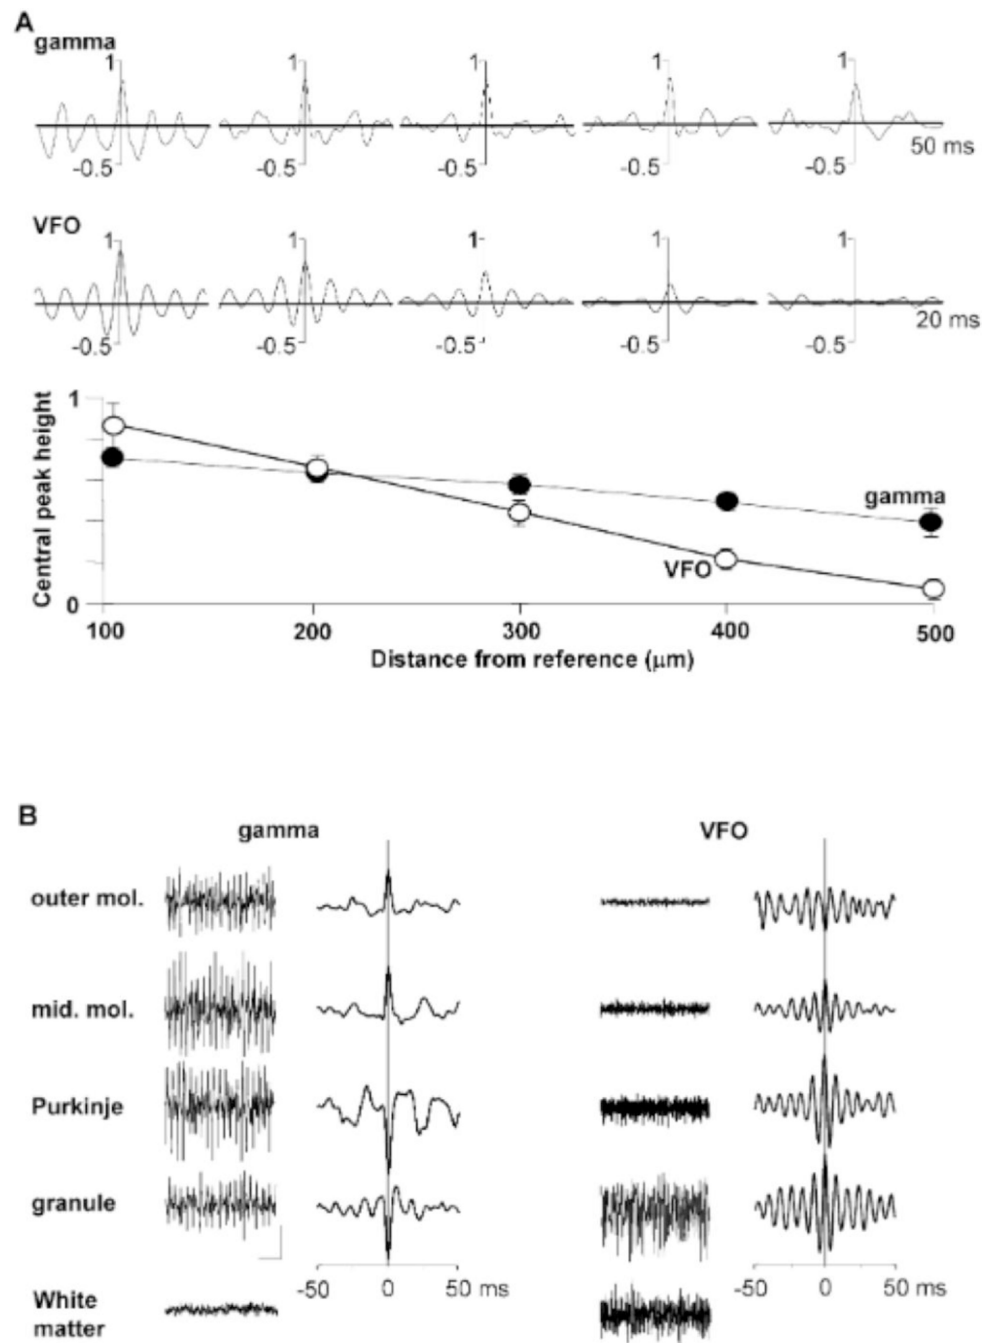 A
gamma
1 1 1 1 1
-0.5 -0.5 -0.5 -0.5 -0.5
50 ms
VFO
1 1 1 1 1
-0.5 -0.5 -0.5 -0.5 -0.5
20 ms
1
Central peak height
gamma
VFO
0
100 200 300 400 500
Distance from reference (μm)
B
gamma VFO
outer mol.
mid. mol.
Purkinje
granule
-50 0 50 ms -50 0 50 ms
White
matter